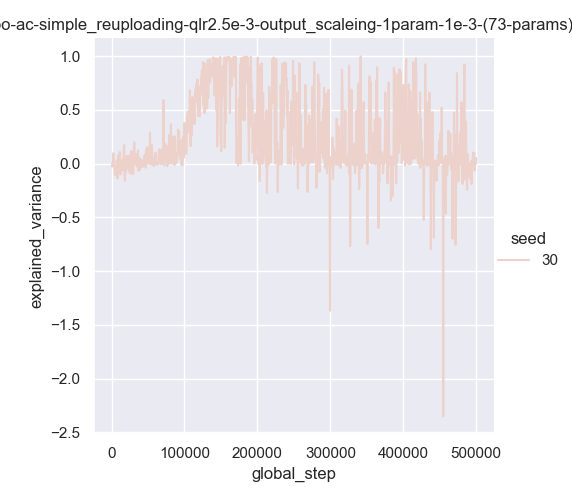 oo-ac-simple_reuploading-qlr2.5e-3-output_scaleing-1param-1e-3-(73-params)
1.0
0.5
0.0
−0.5
−1.0
−1.5
−2.0
−2.5
explained_variance
seed
30
0 100000 200000 300000 400000 500000
global_step